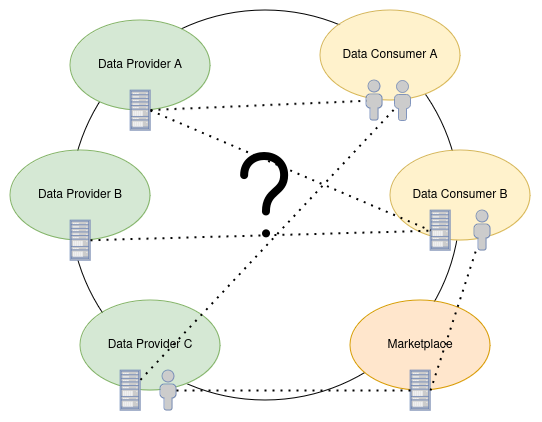 Data Provider A
Data Consumer A
Data Provider B
Data Consumer B
?
Data Provider C
Marketplace